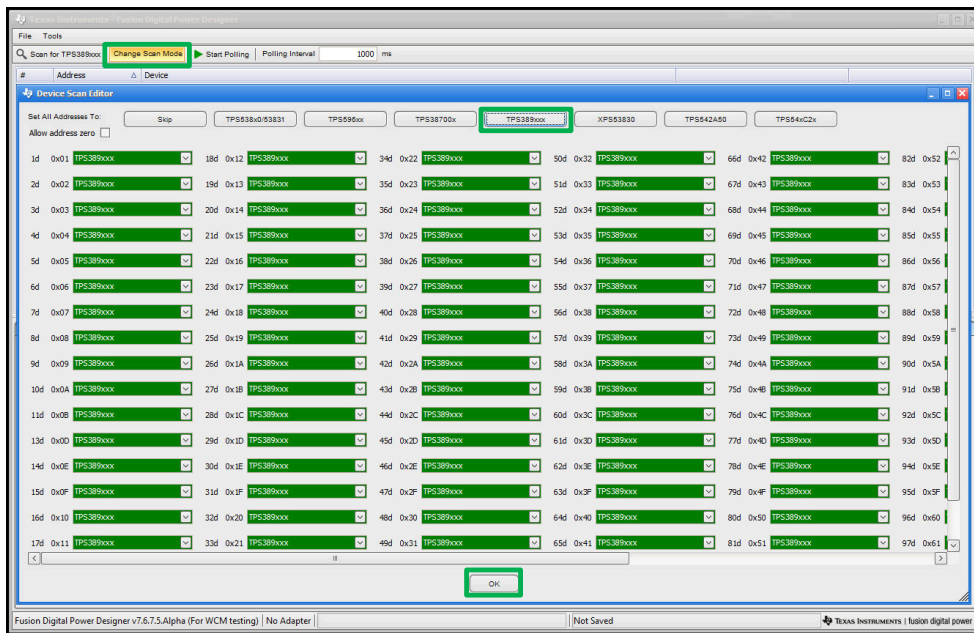 Texas Instruments - Fusion Digital Power Designer
File Tools
Scan for TPS389xxx Change Scan Mode Start Polling Polling Interval 1000 ms
# Address Device
Device Scan Editor
Set All Addresses To: Skip TPS538x0/53831 TPS596xx TPS38700x TPS389xxx XPS53830 TPS542A50 TPS54xC2x
Allow address zero
1d 0x01 TPS389xxx 18d 0x12 TPS389xxx 34d 0x22 TPS389xxx 50d 0x32 TPS389xxx 66d 0x42 TPS389xxx 82d 0x52
2d 0x02 TPS389xxx 19d 0x13 TPS389xxx 35d 0x23 TPS389xxx 51d 0x33 TPS389xxx 67d 0x43 TPS389xxx 83d 0x53
3d 0x03 TPS389xxx 20d 0x14 TPS389xxx 36d 0x24 TPS389xxx 52d 0x34 TPS389xxx 68d 0x44 TPS389xxx 84d 0x54
4d 0x04 TPS389xxx 21d 0x15 TPS389xxx 37d 0x25 TPS389xxx 53d 0x35 TPS389xxx 69d 0x45 TPS389xxx 85d 0x55
5d 0x05 TPS389xxx 22d 0x16 TPS389xxx 38d 0x26 TPS389xxx 54d 0x36 TPS389xxx 70d 0x46 TPS389xxx 86d 0x56
6d 0x06 TPS389xxx 23d 0x17 TPS389xxx 39d 0x27 TPS389xxx 55d 0x37 TPS389xxx 71d 0x47 TPS389xxx 87d 0x57
7d 0x07 TPS389xxx 24d 0x18 TPS389xxx 40d 0x28 TPS389xxx 56d 0x38 TPS389xxx 72d 0x48 TPS389xxx 88d 0x58
8d 0x08 TPS389xxx 25d 0x19 TPS389xxx 41d 0x29 TPS389xxx 57d 0x39 TPS389xxx 73d 0x49 TPS389xxx 89d 0x59
9d 0x09 TPS389xxx 26d 0x1A TPS389xxx 42d 0x2A TPS389xxx 58d 0x3A TPS389xxx 74d 0x4A TPS389xxx 90d 0x5A
10d 0x0A TPS389xxx 27d 0x1B TPS389xxx 43d 0x2B TPS389xxx 59d 0x3B TPS389xxx 75d 0x4B TPS389xxx 91d 0x5B
11d 0x0B TPS389xxx 28d 0x1C TPS389xxx 44d 0x2C TPS389xxx 60d 0x3C TPS389xxx 76d 0x4C TPS389xxx 92d 0x5C
13d 0x0D TPS389xxx 29d 0x1D TPS389xxx 45d 0x2D TPS389xxx 61d 0x3D TPS389xxx 77d 0x4D TPS389xxx 93d 0x5D
14d 0x0E TPS389xxx 30d 0x1E TPS389xxx 46d 0x2E TPS389xxx 62d 0x3E TPS389xxx 78d 0x4E TPS389xxx 94d 0x5E
15d 0x0F TPS389xxx 31d 0x1F TPS389xxx 47d 0x2F TPS389xxx 63d 0x3F TPS389xxx 79d 0x4F TPS389xxx 95d 0x5F
16d 0x10 TPS389xxx 32d 0x20 TPS389xxx 48d 0x30 TPS389xxx 64d 0x40 TPS389xxx 80d 0x50 TPS389xxx 96d 0x60
17d 0x11 TPS389xxx 33d 0x21 TPS389xxx 49d 0x31 TPS389xxx 65d 0x41 TPS389xxx 81d 0x51 TPS389xxx 97d 0x61
OK
Fusion Digital Power Designer v7.6.7.5.Alpha (For WCM testing) No Adapter Not Saved TEXAS INSTRUMENTS | fusion digital power